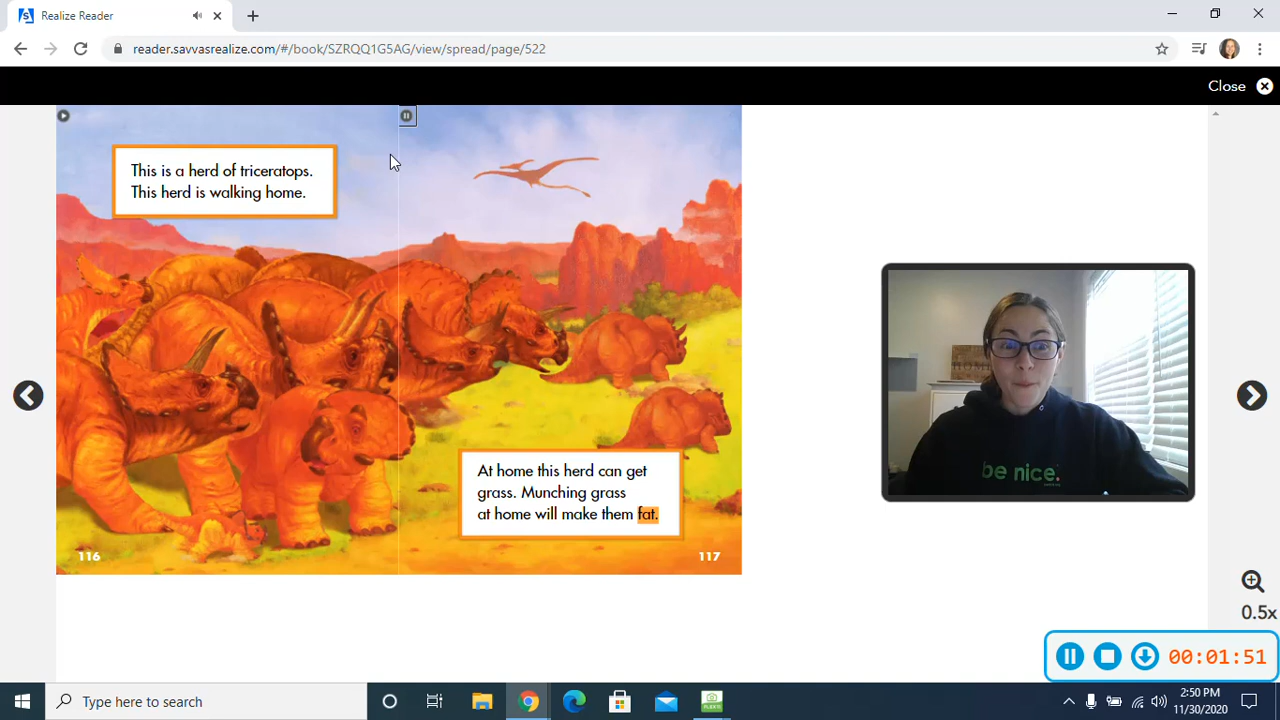 Realize Reader
reader.savvasrealize.com/#/book/SZRQQ1G5AG/view/spread/page/522
Close
This is a herd of triceratops.
This herd is walking home.
At home this herd can get
grass. Munching grass
at home will make them fat.
116
117
HOME
be nice.
0.5x
00:01:51
Type here to search
2:50 PM
11/30/2020